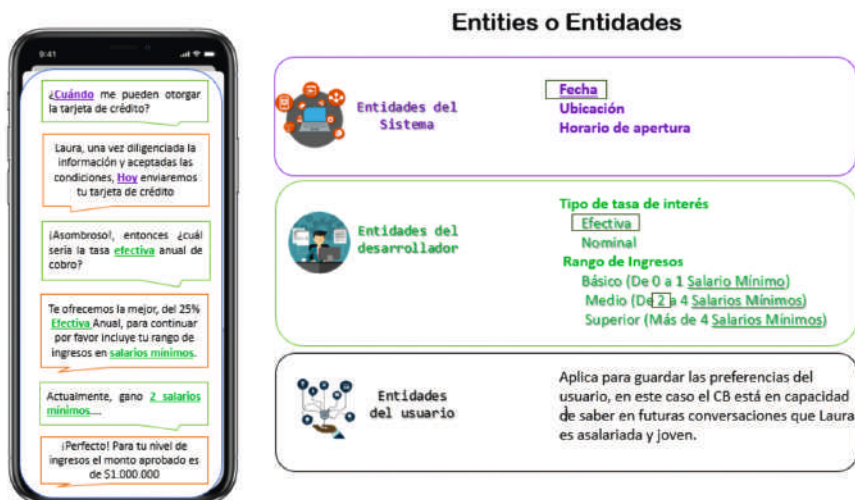 Entities o Entidades
9:41
¿Cuándo me pueden otorgar
la tarjeta de crédito?
Laura, una vez diligenciada la
información y aceptadas las
condiciones, Hoy enviaremos
tu tarjeta de crédito
¡Asombroso!, entonces ¿cuál
sería la tasa efectiva anual de
cobro?
Te ofrecemos la mejor, del 25%
Efectiva Anual, para continuar
por favor incluye tu rango de
ingresos en salarios mínimos.
Actualmente, gano 2 salarios
mínimos....
¡Perfecto! Para tu nivel de
ingresos el monto aprobado es
de $1.000.000
Entidades del
Sistema
Fecha
Ubicación
Horario de apertura
Entidades del
desarrollador
Tipo de tasa de interés
Efectiva
Nominal
Rango de Ingresos
Básico (De 0 a 1 Salario Mínimo)
Medio (De 2 a 4 Salarios Mínimos)
Superior (Más de 4 Salarios Mínimos)
Entidades
del usuario
Aplica para guardar las preferencias del
usuario, en este caso el CB está en capacidad
de saber en futuras conversaciones que Laura
es asalariada y joven.